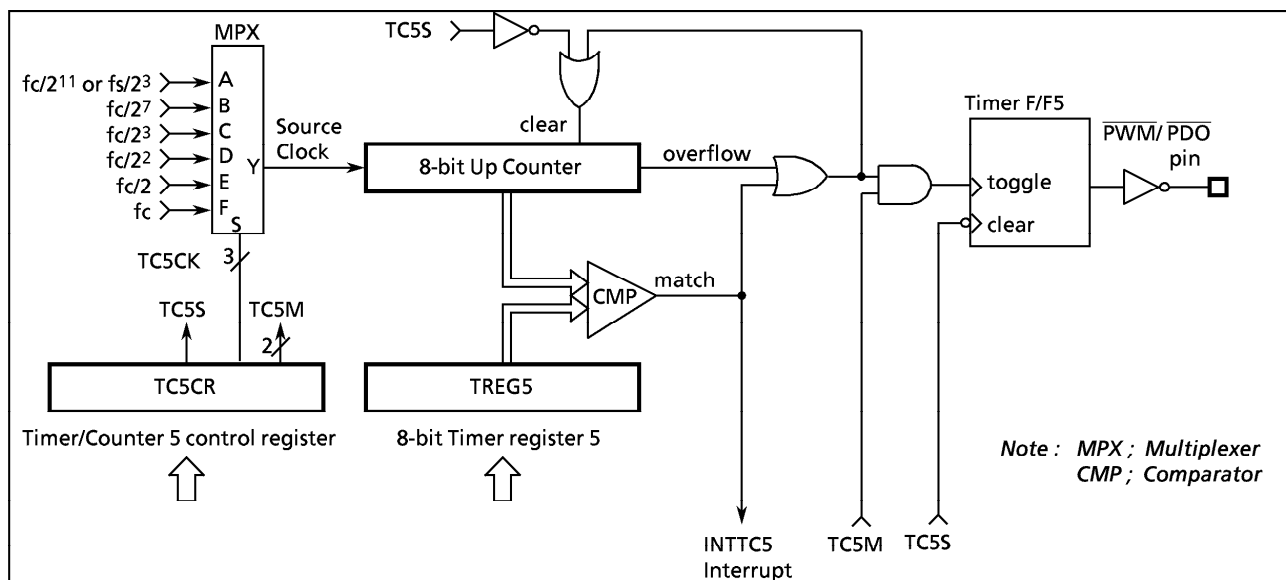 MPX
TC5S
fc/2¹¹ or fs/2³
A
fc/2⁷
B
fc/2³
C
fc/2²
D
fc/2
E
fc
F
Y
S
Source
Clock
clear
8-bit Up Counter
overflow
Timer F/F5
toggle
clear
P̅W̅M̅/ P̅D̅O̅
pin
TC5CK
3
CMP
match
TC5S
TC5M
2
TC5CR
TREG5
Timer/Counter 5 control register
8-bit Timer register 5
Note : MPX ; Multiplexer
CMP ; Comparator
INTTC5
Interrupt
TC5M
TC5S